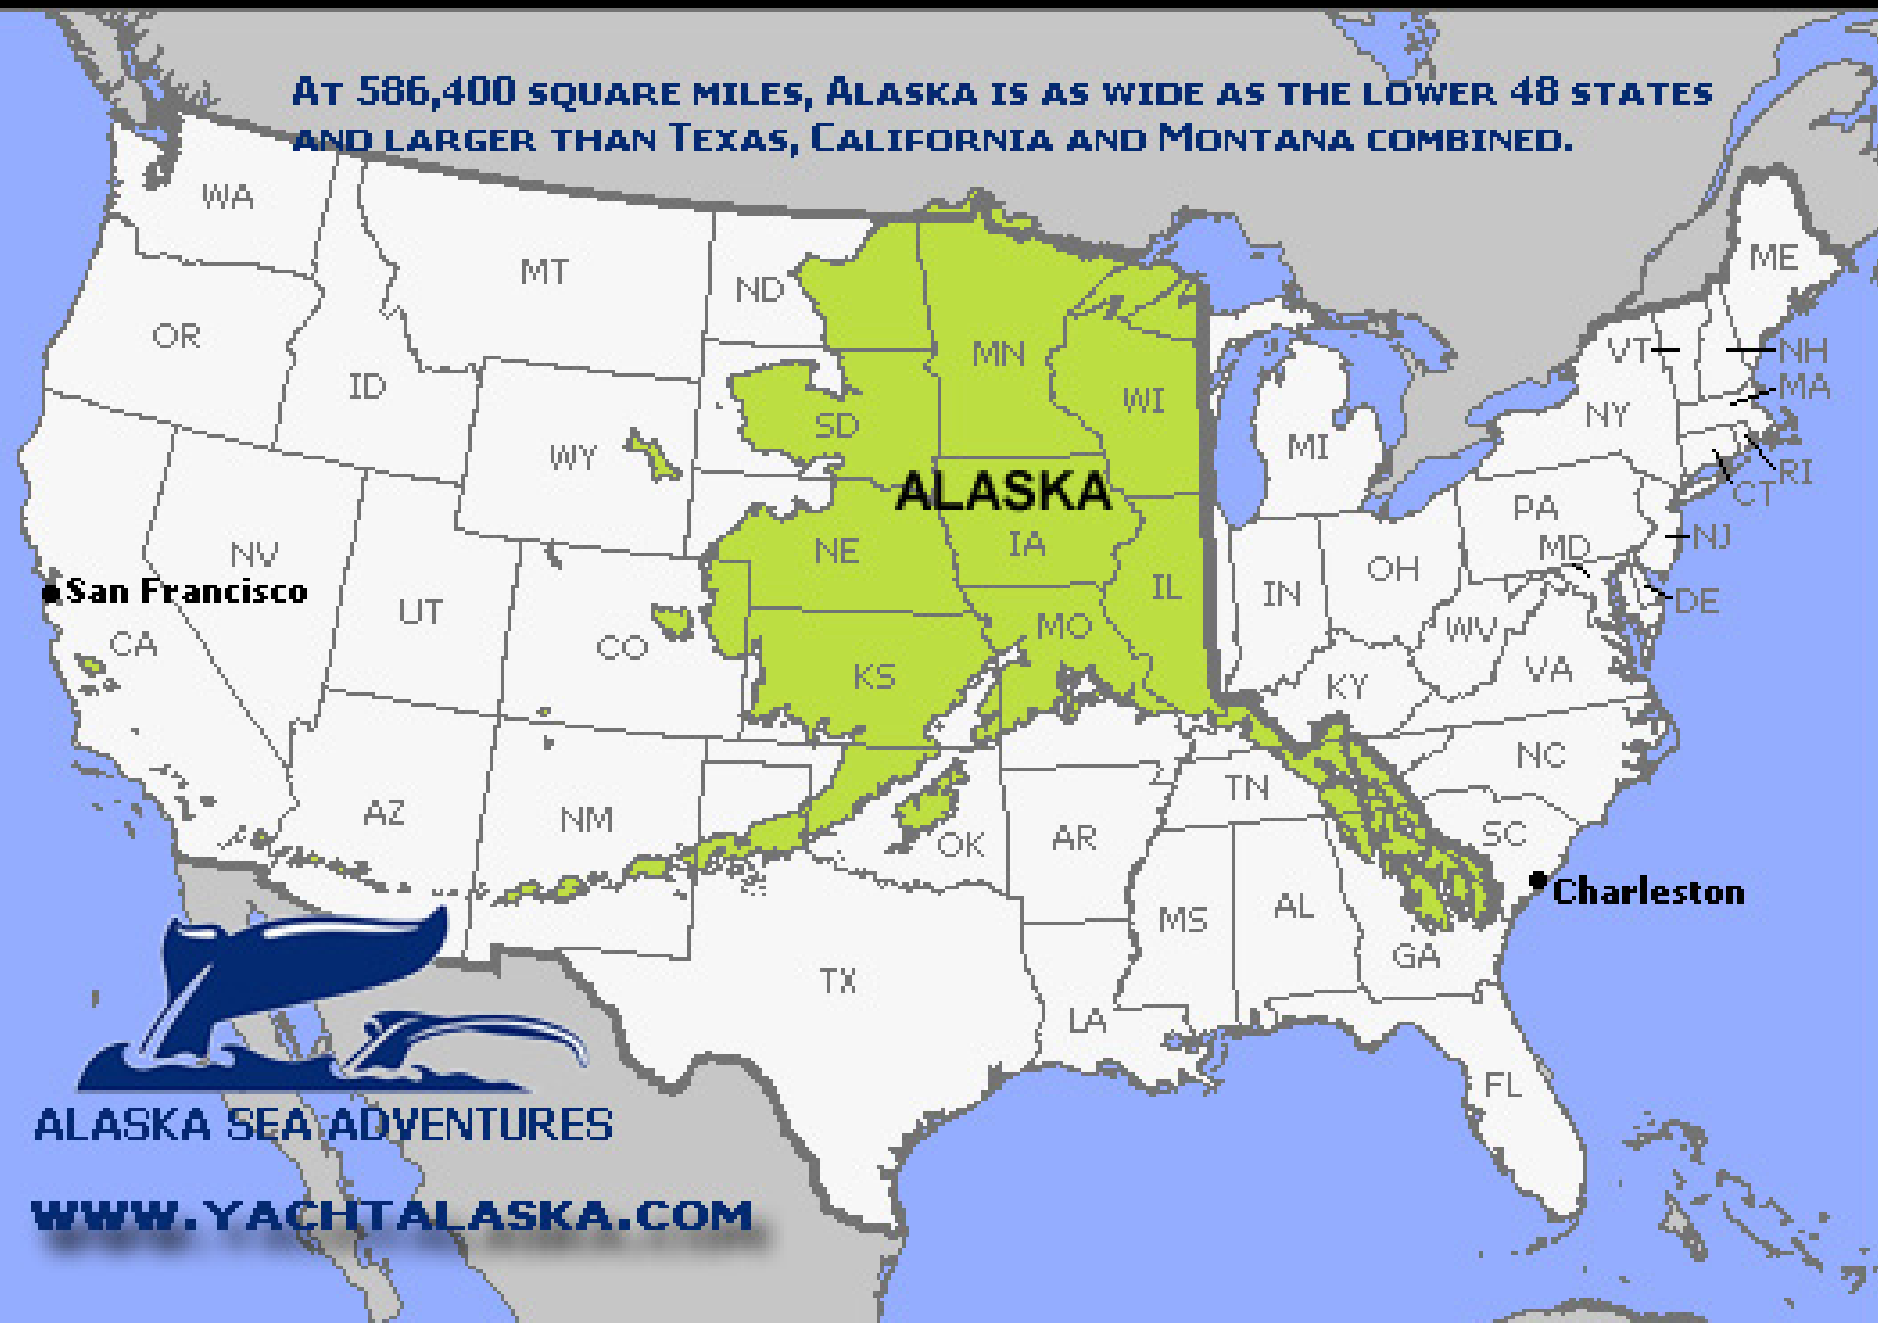 At 586,400 square miles, Alaska is as wide as the lower 48 states
and larger than Texas, California and Montana combined.
WA
MT
ND
MN
ME
OR
ID
SD
WI
VT
NH
MA
NY
MI
WY
RI
CT
ALASKA
PA
NV
NE
IA
MD
NJ
OH
IL
IN
DE
San Francisco
UT
CO
MO
WV
CA
KS
KY
VA
NC
AZ
NM
TN
OK
AR
SC
Charleston
MS
AL
GA
TX
LA
FL
ALASKA SEA ADVENTURES
WWW.YACHTALASKA.COM